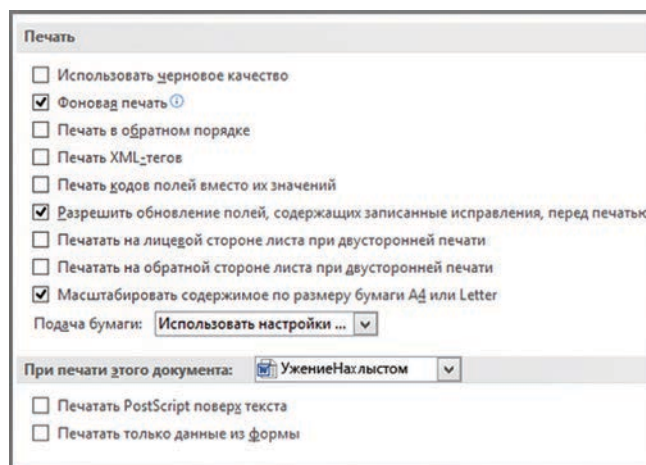 Печать
Использовать черновое качество
Фоновая печать
Печать в обратном порядке
Печать XML-тегов
Печать кодов полей вместо их значений
Разрешить обновление полей, содержащих записанные исправления, перед печатью
Печатать на лицевой стороне листа при двусторонней печати
Печатать на обратной стороне листа при двусторонней печати
Масштабировать содержимое по размеру бумаги A4 или Letter
Подача бумаги: Использовать настройки ...
При печати этого документа: УжениеНахлыстом
Печатать PostScript поверх текста
Печатать только данные из формы